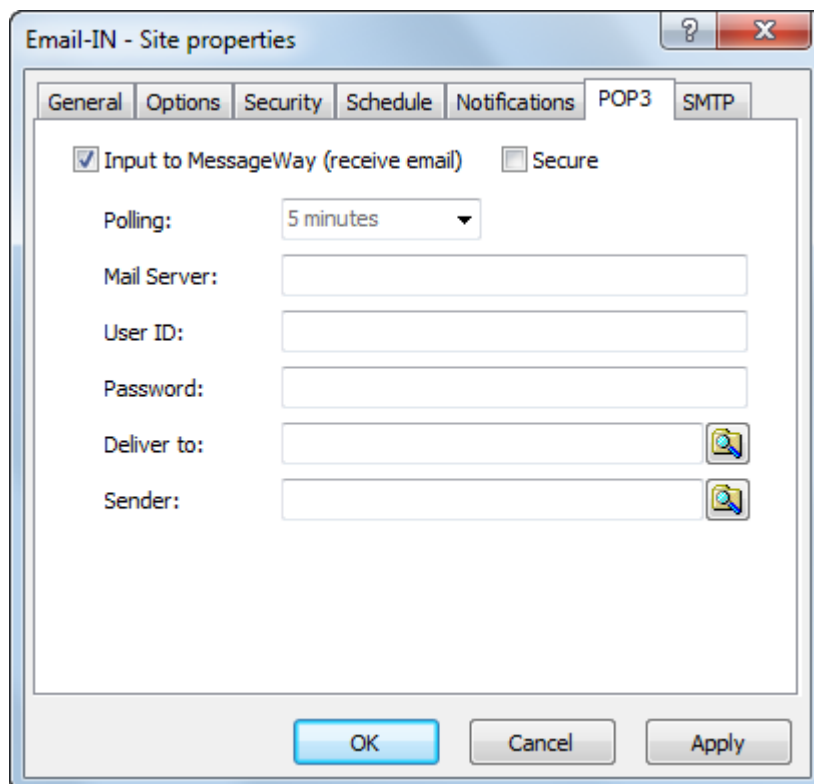 Email-IN - Site properties
General Options Security Schedule Notifications POP3 SMTP
Input to MessageWay (receive email) Secure
Polling: 5 minutes
Mail Server:
User ID:
Password:
Deliver to:
Sender:
OK Cancel Apply